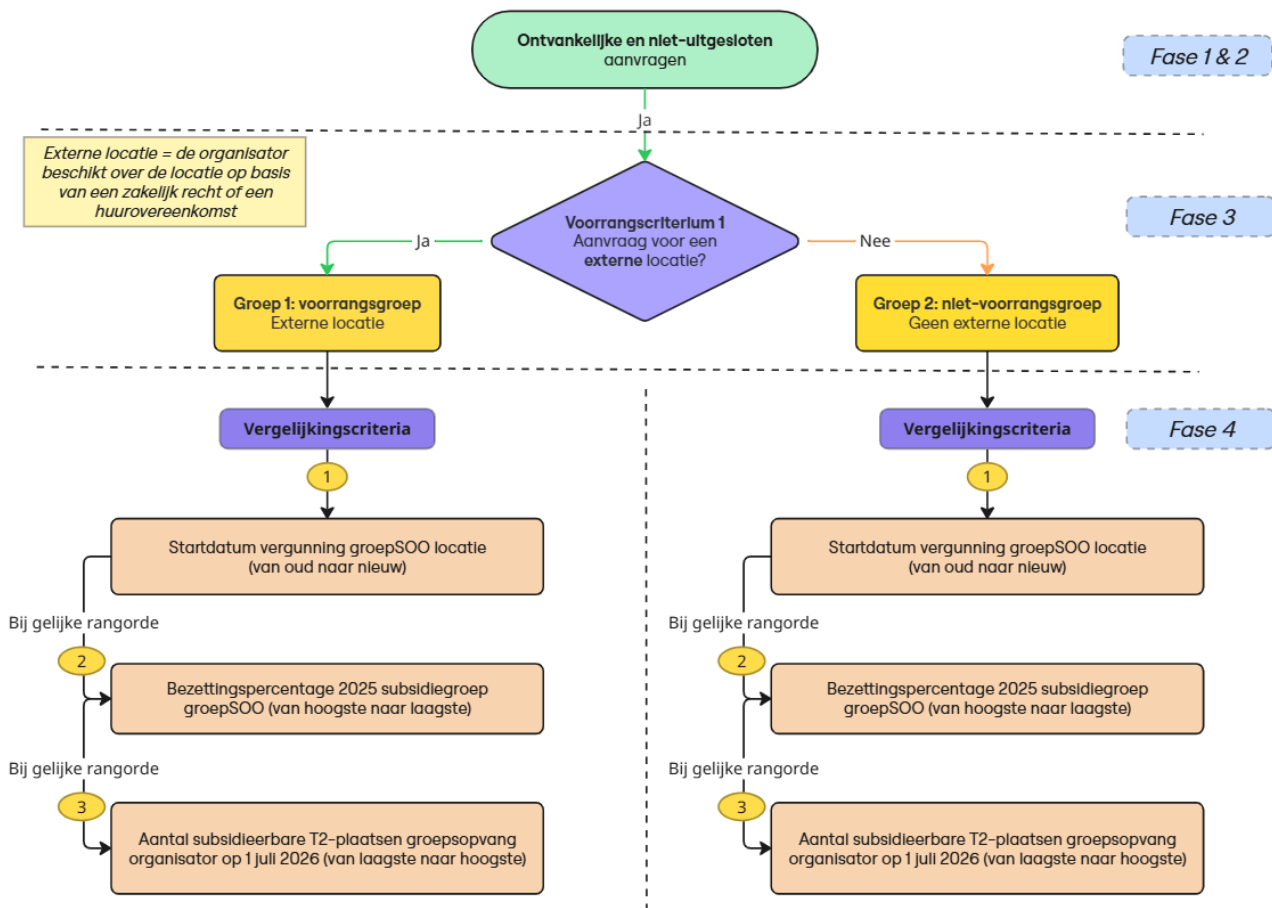 Ontvankelijke en niet-uitgesloten
aanvragen
Fase 1 & 2
Ja
Externe locatie = de organisator
beschikt over de locatie op basis
van een zakelijk recht of een
huurovereenkomst
Voorrangscriterium 1
Aanvraag voor een
externe locatie?
Fase 3
Ja
Nee
Groep 1: voorrangsgroep
Externe locatie
Groep 2: niet-voorrangsgroep
Geen externe locatie
Vergelijkingscriteria
Vergelijkingscriteria
Fase 4
1
1
Startdatum vergunning groepSOO locatie
(van oud naar nieuw)
Startdatum vergunning groepSOO locatie
(van oud naar nieuw)
Bij gelijke rangorde
Bij gelijke rangorde
2
2
Bezettingspercentage 2025 subsidiegroep
groepSOO (van hoogste naar laagste)
Bezettingspercentage 2025 subsidiegroep
groepSOO (van hoogste naar laagste)
Bij gelijke rangorde
Bij gelijke rangorde
3
3
Aantal subsidieerbare T2-plaatsen groepsopvang
organisator op 1 juli 2026 (van laagste naar hoogste)
Aantal subsidieerbare T2-plaatsen groepsopvang
organisator op 1 juli 2026 (van laagste naar hoogste)